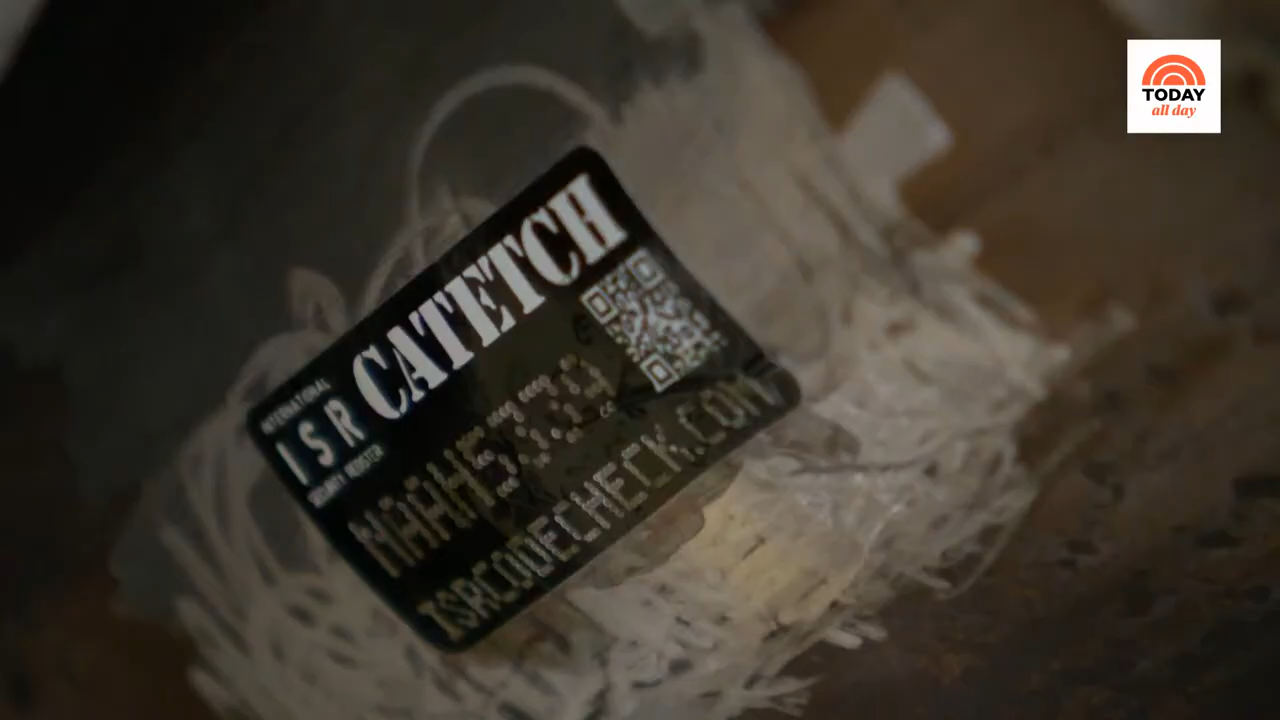 TODAY
all day
CATETCH
INTERNATIONAL
ISR
SECURITY REGISTER
ISRCODECHECK.COM